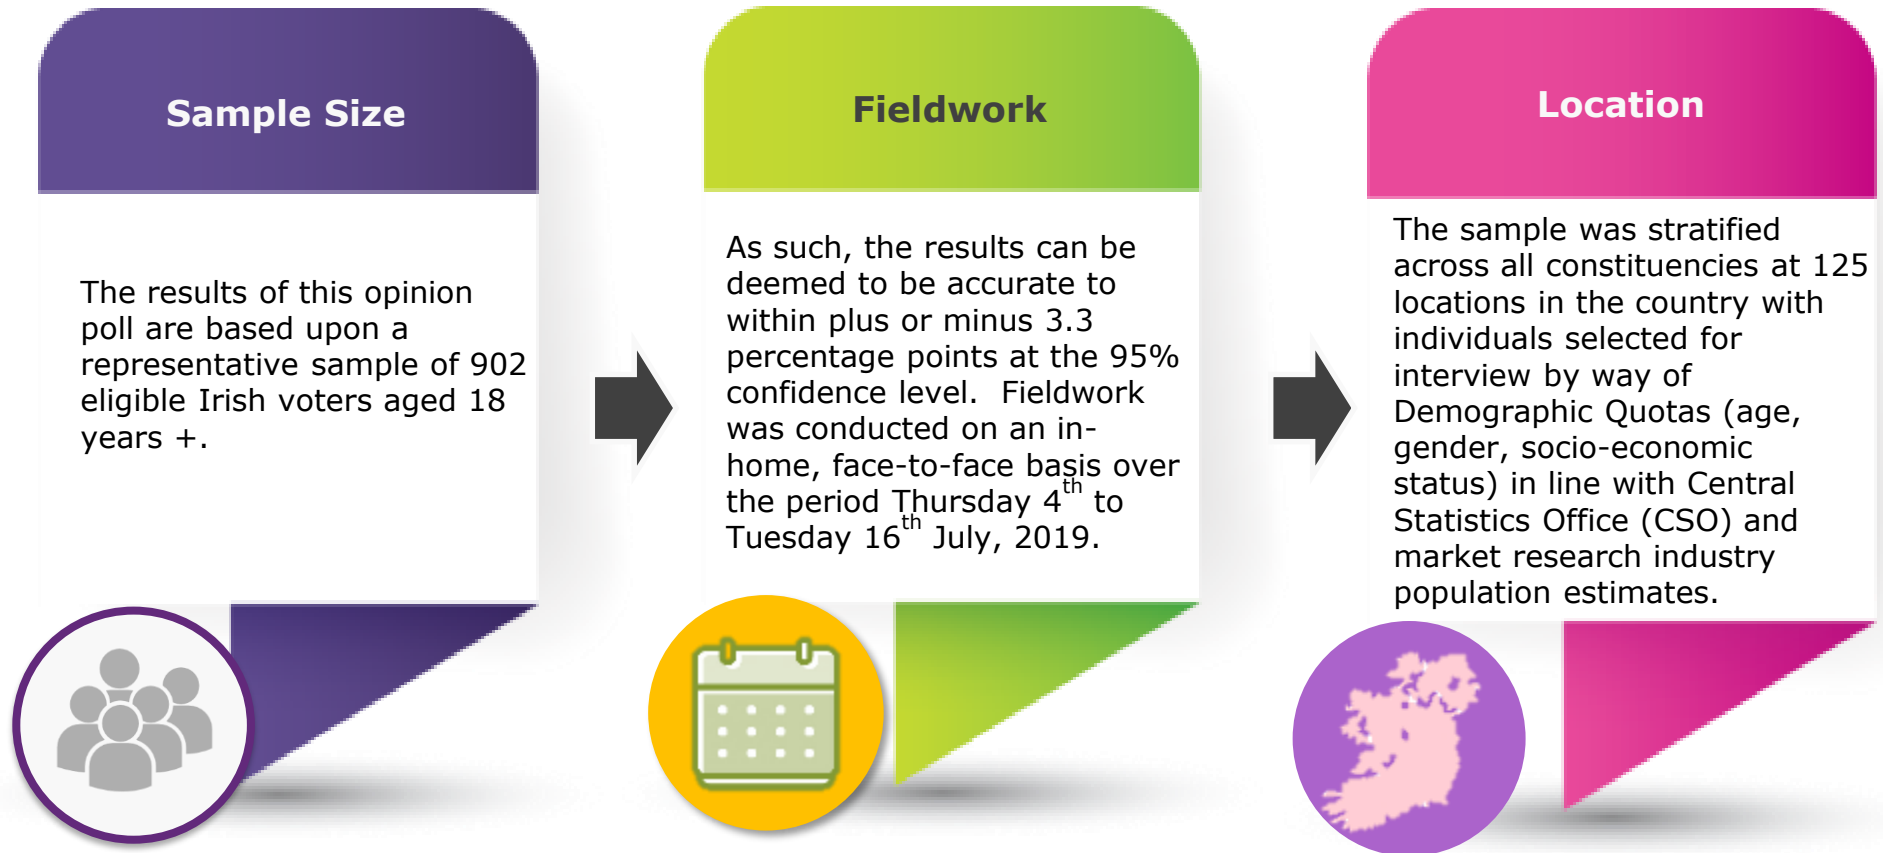 Sample Size
The results of this opinion
poll are based upon a
representative sample of 902
eligible Irish voters aged 18
years +.
Fieldwork
As such, the results can be
deemed to be accurate to
within plus or minus 3.3
percentage points at the 95%
confidence level.  Fieldwork
was conducted on an in-
home, face-to-face basis over
the period Thursday 4th to
Tuesday 16th July, 2019.
Location
The sample was stratified
across all constituencies at 125
locations in the country with
individuals selected for
interview by way of
Demographic Quotas (age,
gender, socio-economic
status) in line with Central
Statistics Office (CSO) and
market research industry
population estimates.